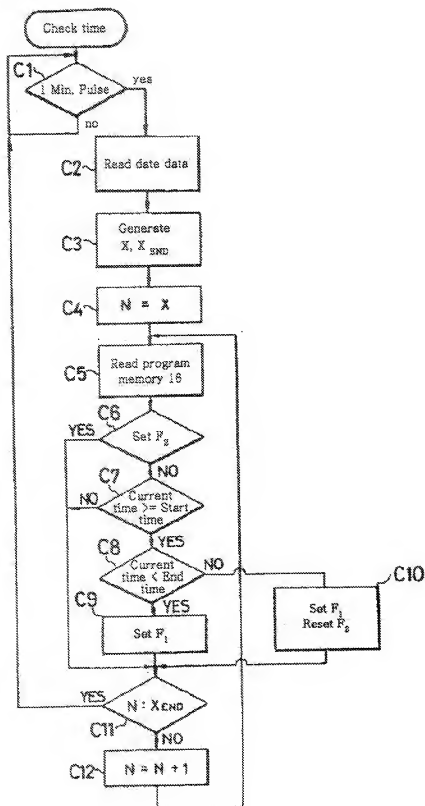 Check time
C1
1 Min. Pulse
yes
no
C2
Read date data
C3
Generate
X, X END
C4
N = X
C5
Read program
memory 16
C6
YES
Set F2
NO
C7
NO
Current
time >= Start
time
YES
C8
Current
time < End
time
NO
C10
Set F1
Reset F2
C9
YES
Set F1
YES
N : XEND
C11
NO
C12
N = N + 1